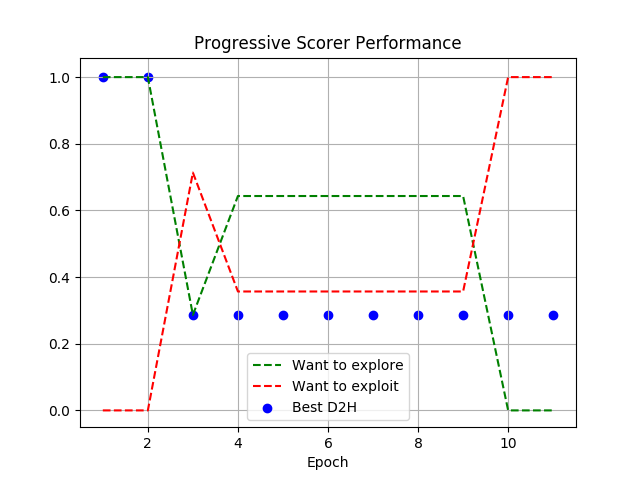 Progressive Scorer Performance
1.0
0.8
0.6
0.4
0.2
0.0
Want to explore
Want to exploit
Best D2H
2 4 6 8 10
Epoch